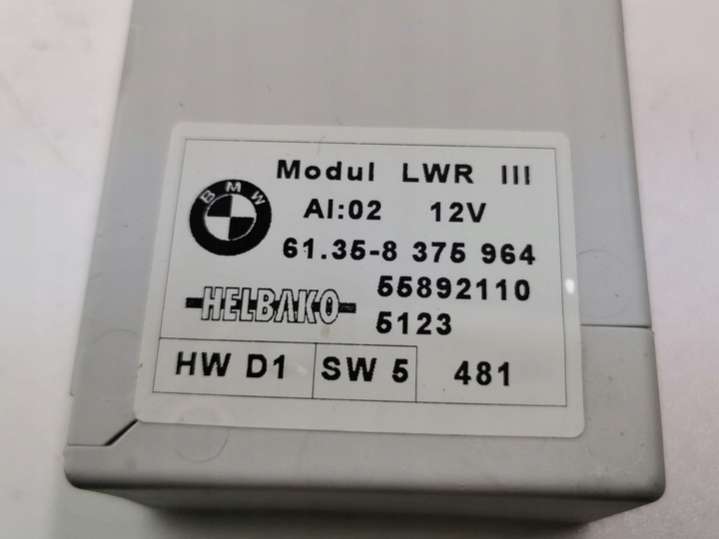 Modul LWR III
BMW
AI:02 12V
61.35-8 375 964
55892110
HELBAKO
5123
HW D1 SW 5 481